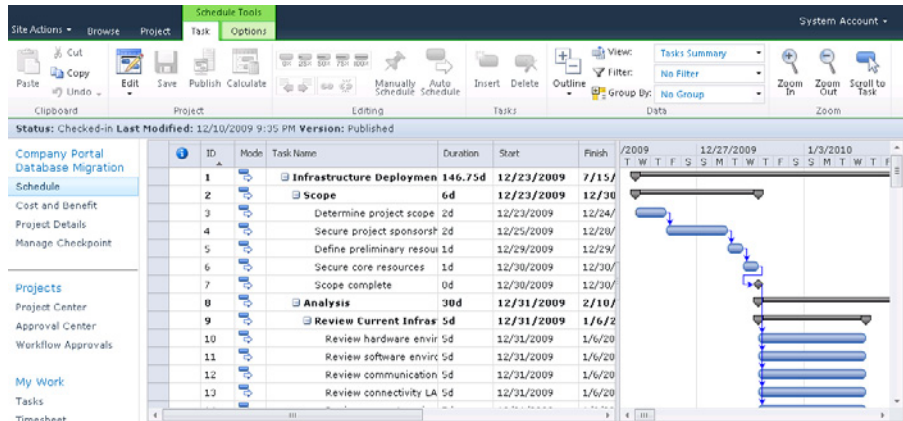 Schedule Tools
System Account
Site Actions Browse Project Task Options
Cut
Copy
Undo
Paste
Clipboard
Edit
Save Publish Calculate
Project
0% 25% 50% 75% 100%
Manually Schedule Auto Schedule
Editing
Insert Delete
Tasks
Outline
View: Tasks Summary
Filter: No Filter
Group By: No Group
Data
Zoom In Zoom Out Scroll to Task
Zoom
Status: Checked-in Last Modified: 12/10/2009 9:35 PM Version: Published
Company Portal
Database Migration
Schedule
Cost and Benefit
Project Details
Manage Checkpoint
Projects
Project Center
Approval Center
Workflow Approvals
My Work
Tasks
Timesheet
ID Mode Task Name Duration Start Finish
1 Infrastructure Deploymen 146.75d 12/23/2009 7/15/
2 Scope 6d 12/23/2009 12/30
3 Determine project scope 2d 12/23/2009 12/24/
4 Secure project sponsorsh 2d 12/25/2009 12/28/
5 Define preliminary resou 1d 12/29/2009 12/29/
6 Secure core resources 1d 12/30/2009 12/30/
7 Scope complete 0d 12/30/2009 12/30/
8 Analysis 30d 12/31/2009 2/10/
9 Review Current Infras 5d 12/31/2009 1/6/2
10 Review hardware envir 5d 12/31/2009 1/6/20
11 Review software enviro 5d 12/31/2009 1/6/20
12 Review communication 5d 12/31/2009 1/6/20
13 Review connectivity LA 5d 12/31/2009 1/6/20
/2009 12/27/2009 1/3/2010
T W T F S S M T W T F S S M T W T F